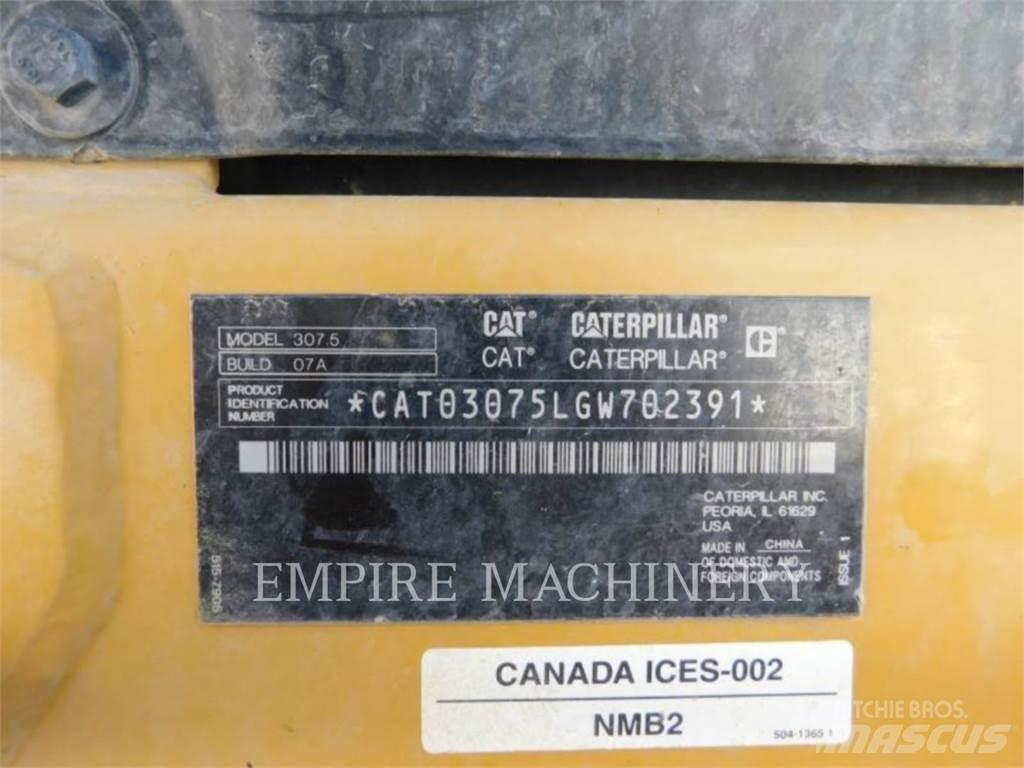 CAT® CATERPILLAR® C®
CAT® CATERPILLAR®
MODEL 307.5
BUILD 07A
PRODUCT IDENTIFICATION NUMBER
*CAT03075LGW702391*
CATERPILLAR INC.
PEORIA, IL 61629
USA
MADE IN CHINA
OF DOMESTIC AND
FOREIGN COMPONENTS
ISSUE 1
515-7906
EMPIRE MACHINERY
CANADA ICES-002
NMB2
504-1365 1
RITCHIE BROS.
MASCUS